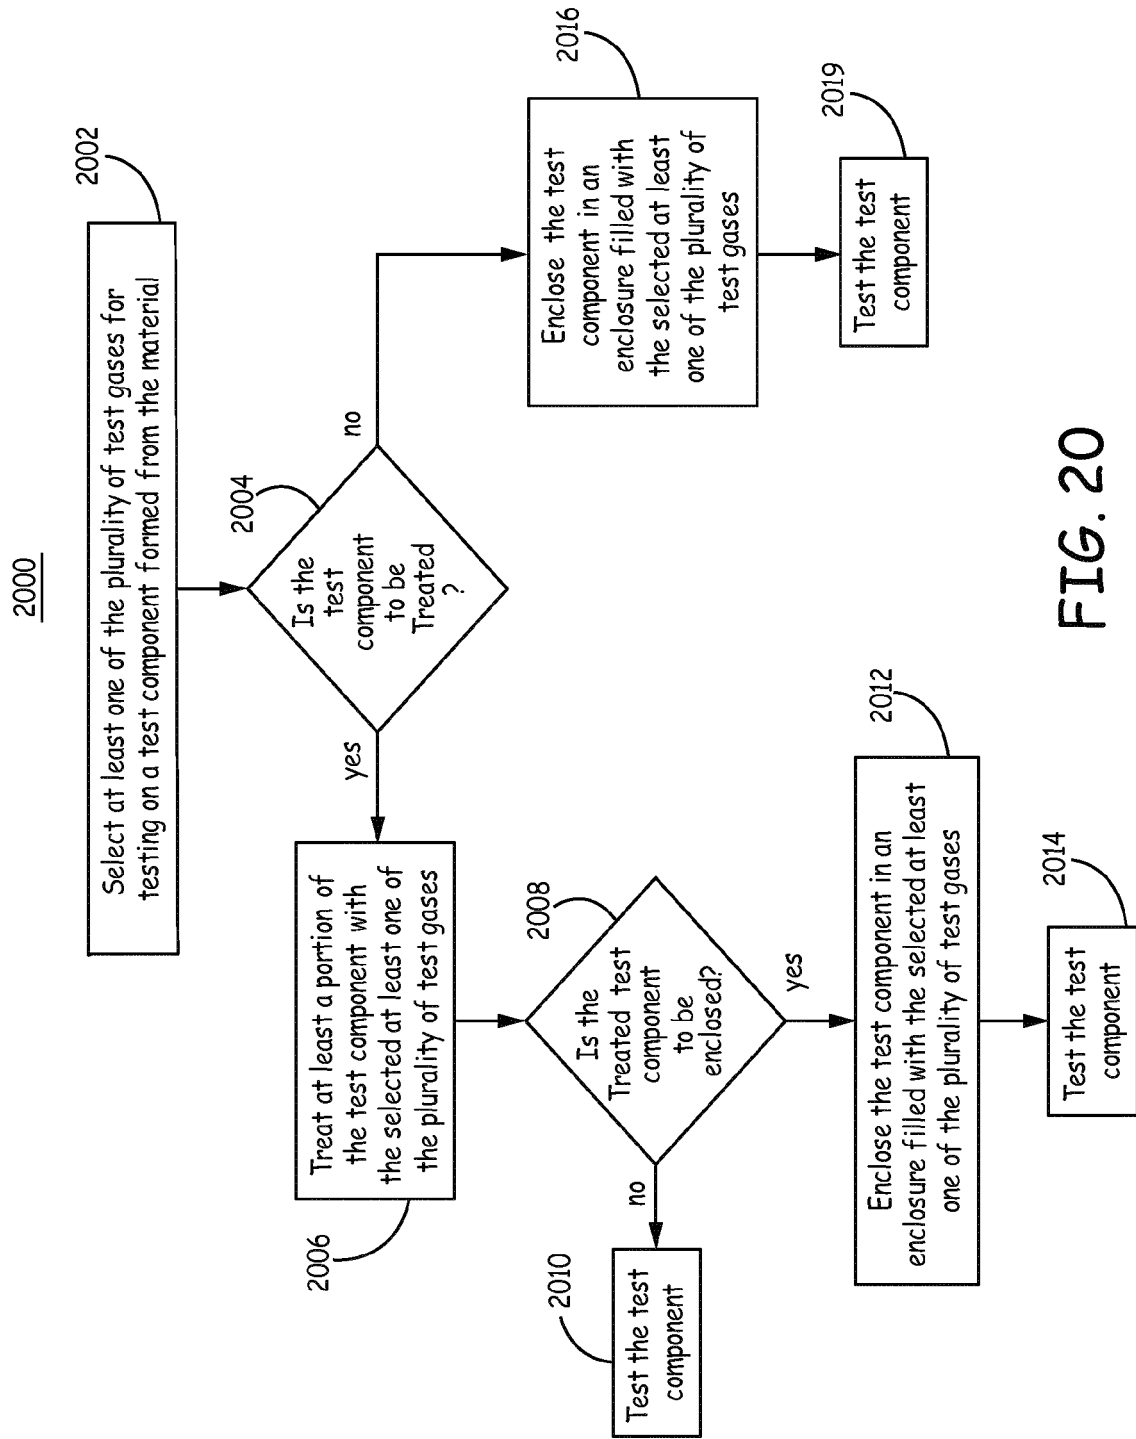 2000
2002
Select at least one of the plurality of test gases for
testing on a test component formed from the material
2004
Is the
test
component
to be
Treated
?
yes
no
2006
Treat at least a portion of
the test component with
the selected at least one of
the plurality of test gases
2016
Enclose the test
component in an
enclosure filled with
the selected at least
one of the plurality of
test gases
2019
Test the test
component
2008
Is the
Treated test
component
to be
enclosed?
no
yes
2010
Test the test
component
2012
Enclose the test component in an
enclosure filled with the selected at least
one of the plurality of test gases
2014
Test the test
component
FIG. 20